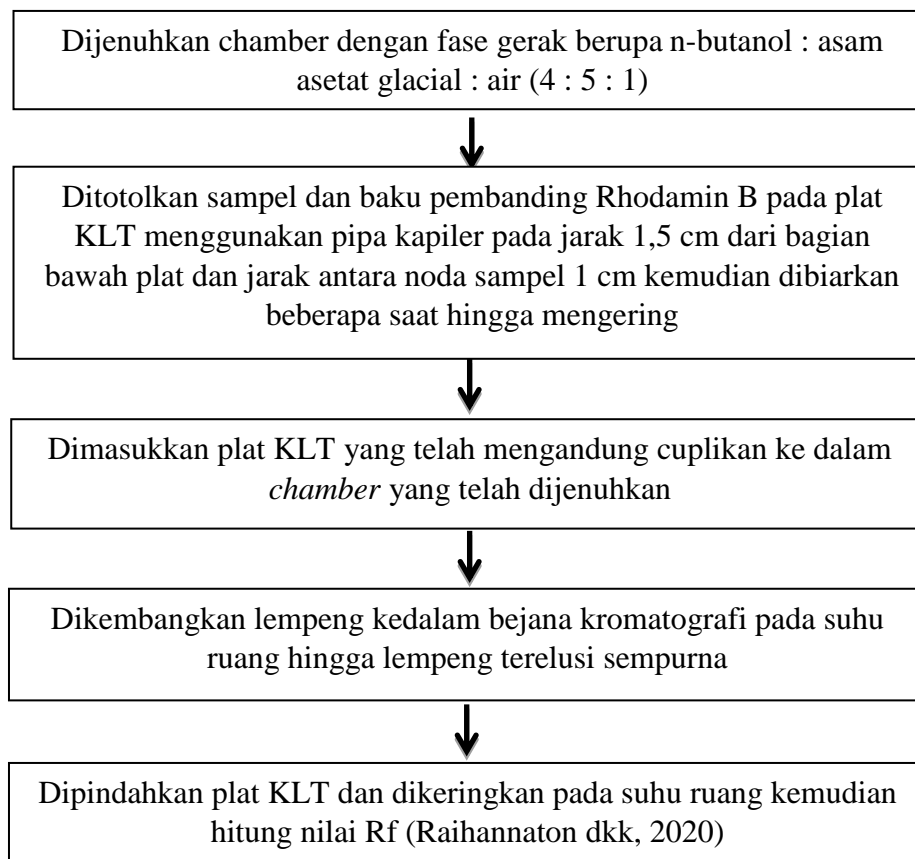 Dijenuhkan chamber dengan fase gerak berupa n-butanol : asam
asetat glacial : air (4 : 5 : 1)
Ditotolkan sampel dan baku pembanding Rhodamin B pada plat
KLT menggunakan pipa kapiler pada jarak 1,5 cm dari bagian
bawah plat dan jarak antara noda sampel 1 cm kemudian dibiarkan
beberapa saat hingga mengering
Dimasukkan plat KLT yang telah mengandung cuplikan ke dalam
chamber yang telah dijenuhkan
Dikembangkan lempeng kedalam bejana kromatografi pada suhu
ruang hingga lempeng terelusi sempurna
Dipindahkan plat KLT dan dikeringkan pada suhu ruang kemudian
hitung nilai Rf (Raihannaton dkk, 2020)